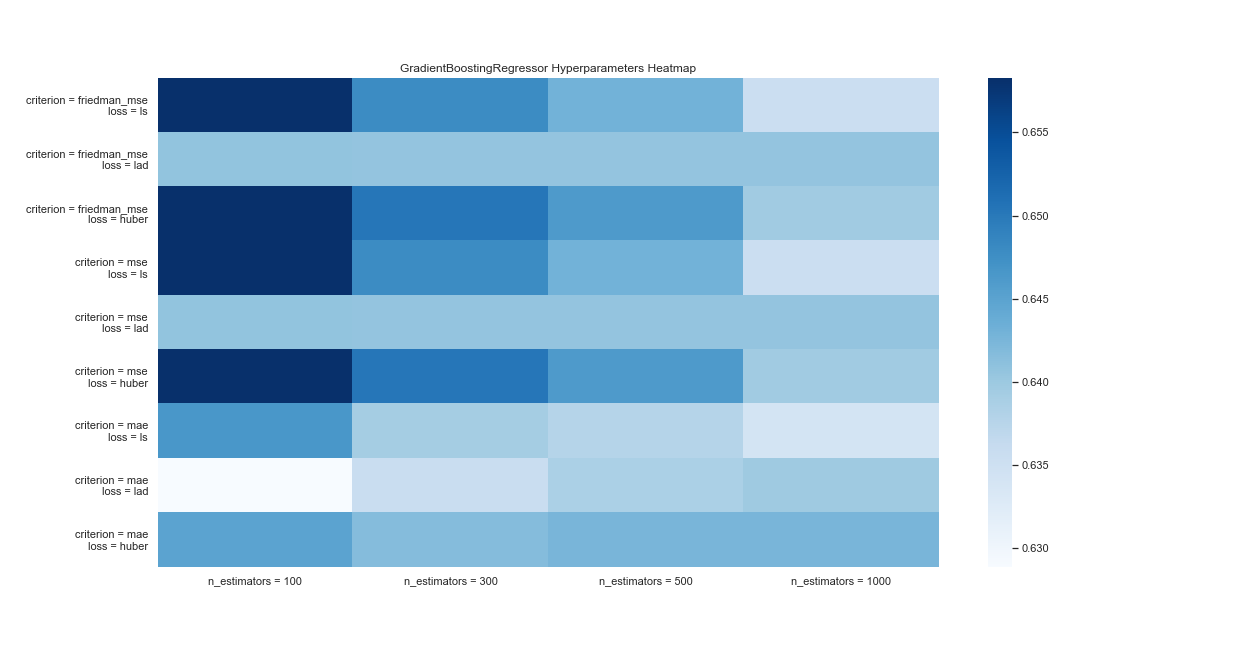 GradientBoostingRegressor Hyperparameters Heatmap
criterion = friedman_mse
loss = ls
criterion = friedman_mse
loss = lad
criterion = friedman_mse
loss = huber
criterion = mse
loss = ls
criterion = mse
loss = lad
criterion = mse
loss = huber
criterion = mae
loss = ls
criterion = mae
loss = lad
criterion = mae
loss = huber
n_estimators = 100
n_estimators = 300
n_estimators = 500
n_estimators = 1000
0.655
0.650
0.645
0.640
0.635
0.630